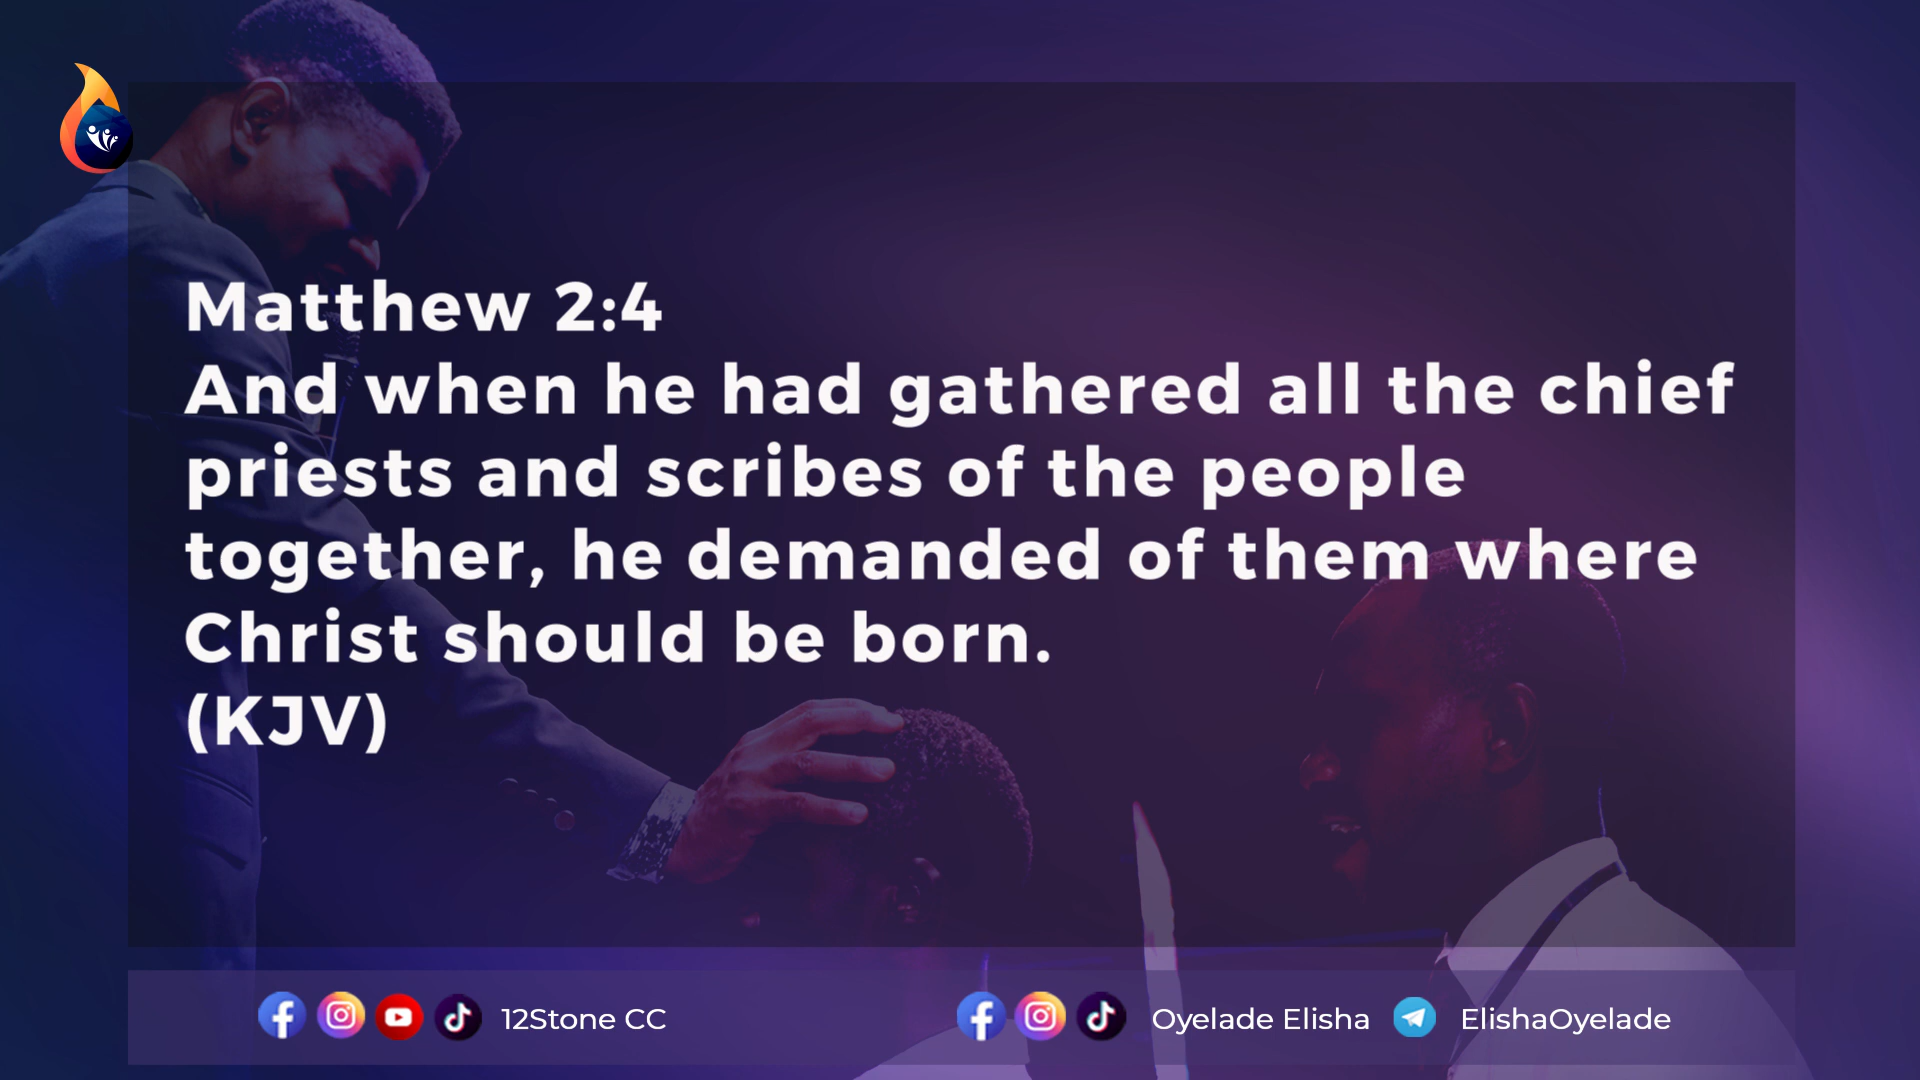 Matthew 2:4
And when he had gathered all the chief
priests and scribes of the people
together, he demanded of them where
Christ should be born.
(KJV)
12Stone CC
Oyelade Elisha
ElishaOyelade